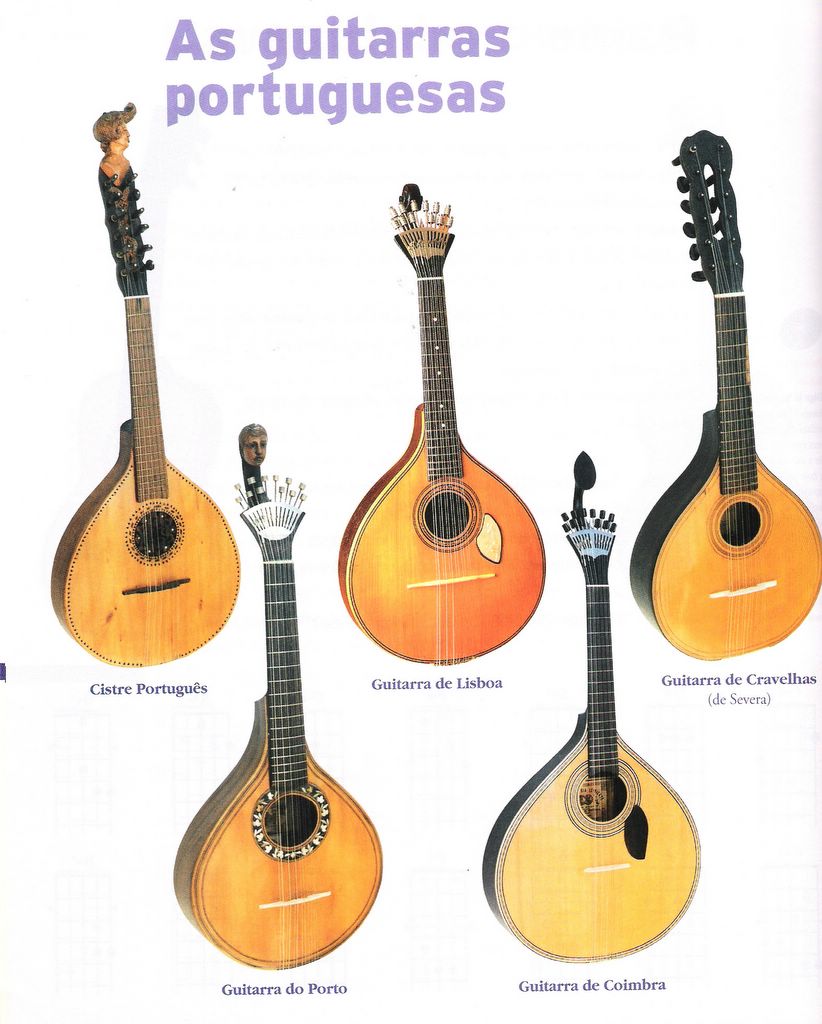 As guitarras
portuguesas
Cistre Português
Guitarra de Lisboa
Guitarra de Cravelhas
(de Severa)
Guitarra do Porto
Guitarra de Coimbra